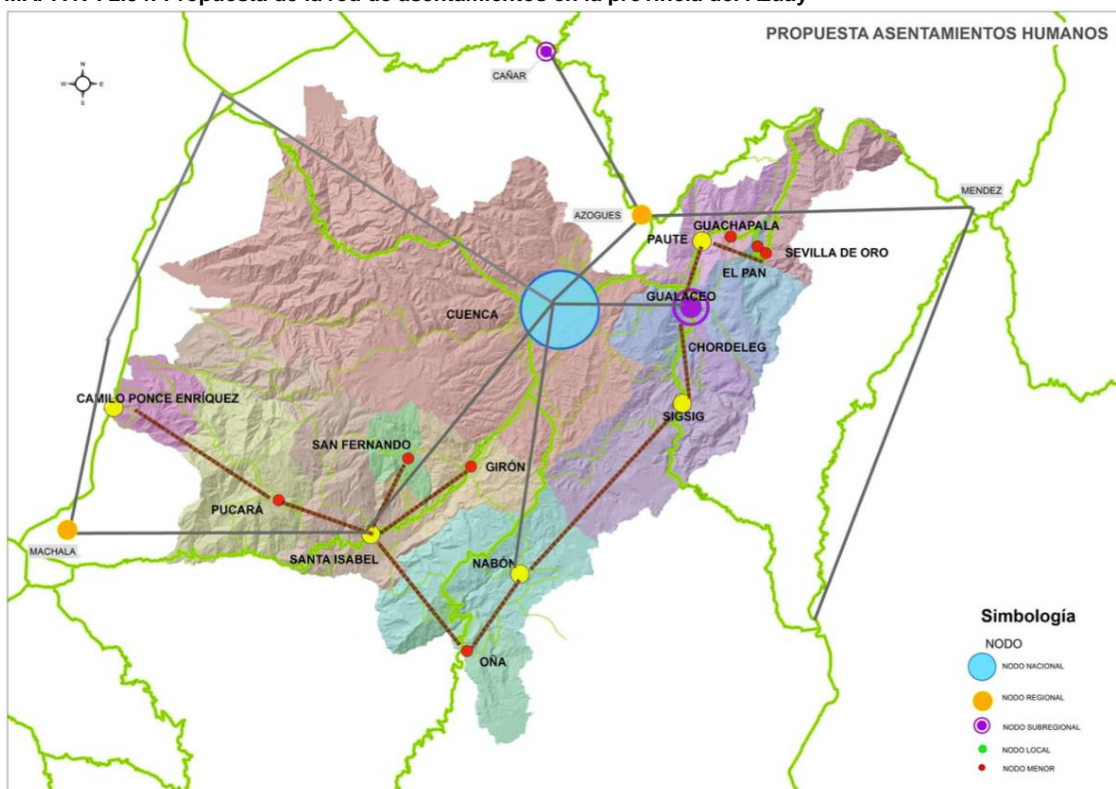 PROPUESTA ASENTAMIENTOS HUMANOS
N
W
E
S
CAÑAR
MENDEZ
AZOGUES
GUACHAPALA
PAUTE
SEVILLA DE ORO
EL PAN
GUALACEO
CUENCA
CHORDELEG
CAMILO PONCE ENRÍQUEZ
SIGSIG
SAN FERNANDO
GIRÓN
PUCARÁ
MACHALA
SANTA ISABEL
NABÓN
OÑA
Simbología
NODO
NODO NACIONAL
NODO REGIONAL
NODO SUBREGIONAL
NODO LOCAL
NODO MENOR